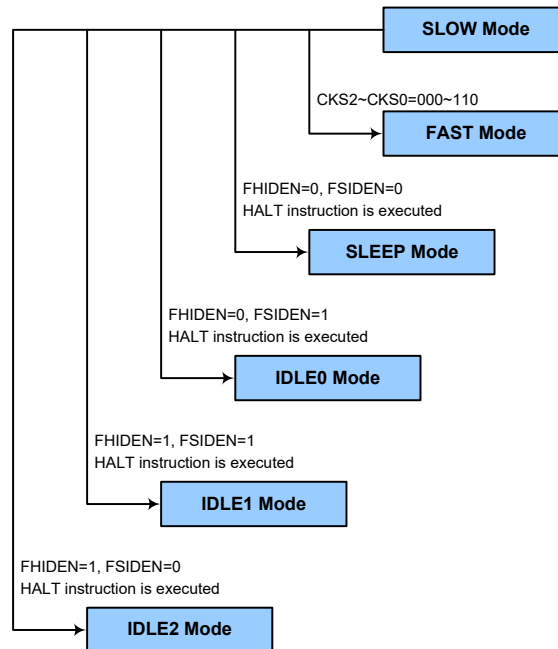 SLOW Mode
CKS2~CKS0=000~110
FAST Mode
FHIDEN=0, FSIDEN=0
HALT instruction is executed
SLEEP Mode
FHIDEN=0, FSIDEN=1
HALT instruction is executed
IDLE0 Mode
FHIDEN=1, FSIDEN=1
HALT instruction is executed
IDLE1 Mode
FHIDEN=1, FSIDEN=0
HALT instruction is executed
IDLE2 Mode